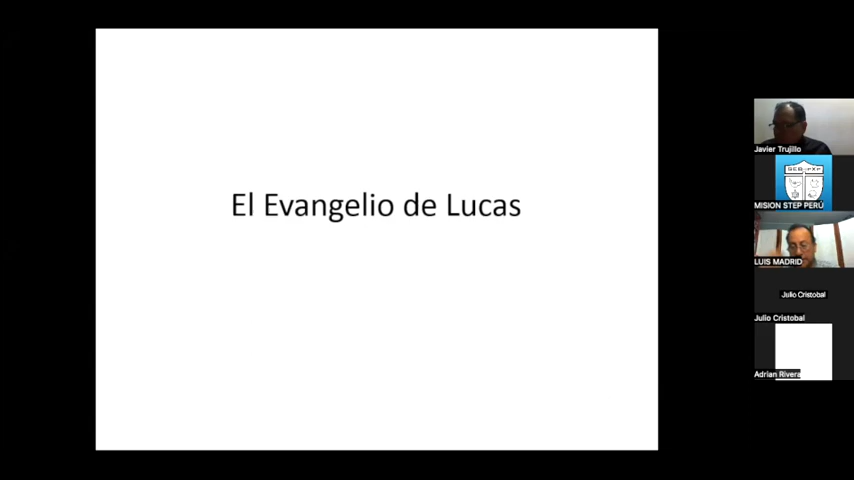 El Evangelio de Lucas
Javier Trujillo
MISION STEP PERÚ
LUIS MADRID
Julio Cristobal
Julio Cristobal
Adrian Rivera